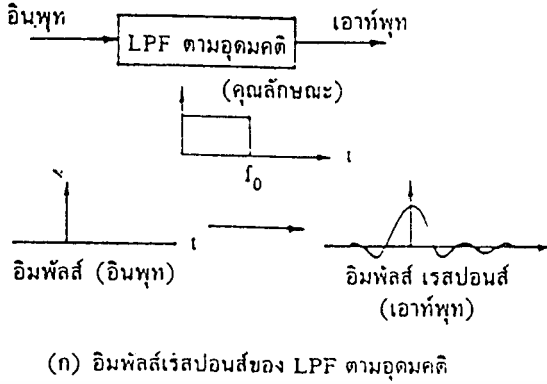 อินพุท
LPF ตามอุดมคติ
เอาท์พุท
(คุณลักษณะ)
f0
t
อิมพัลส์ (อินพุท)
อิมพัลส์ เรสปอนส์
(เอาท์พุท)
(ก) อิมพัลส์เรสปอนส์ของ LPF ตามอุดมคติ